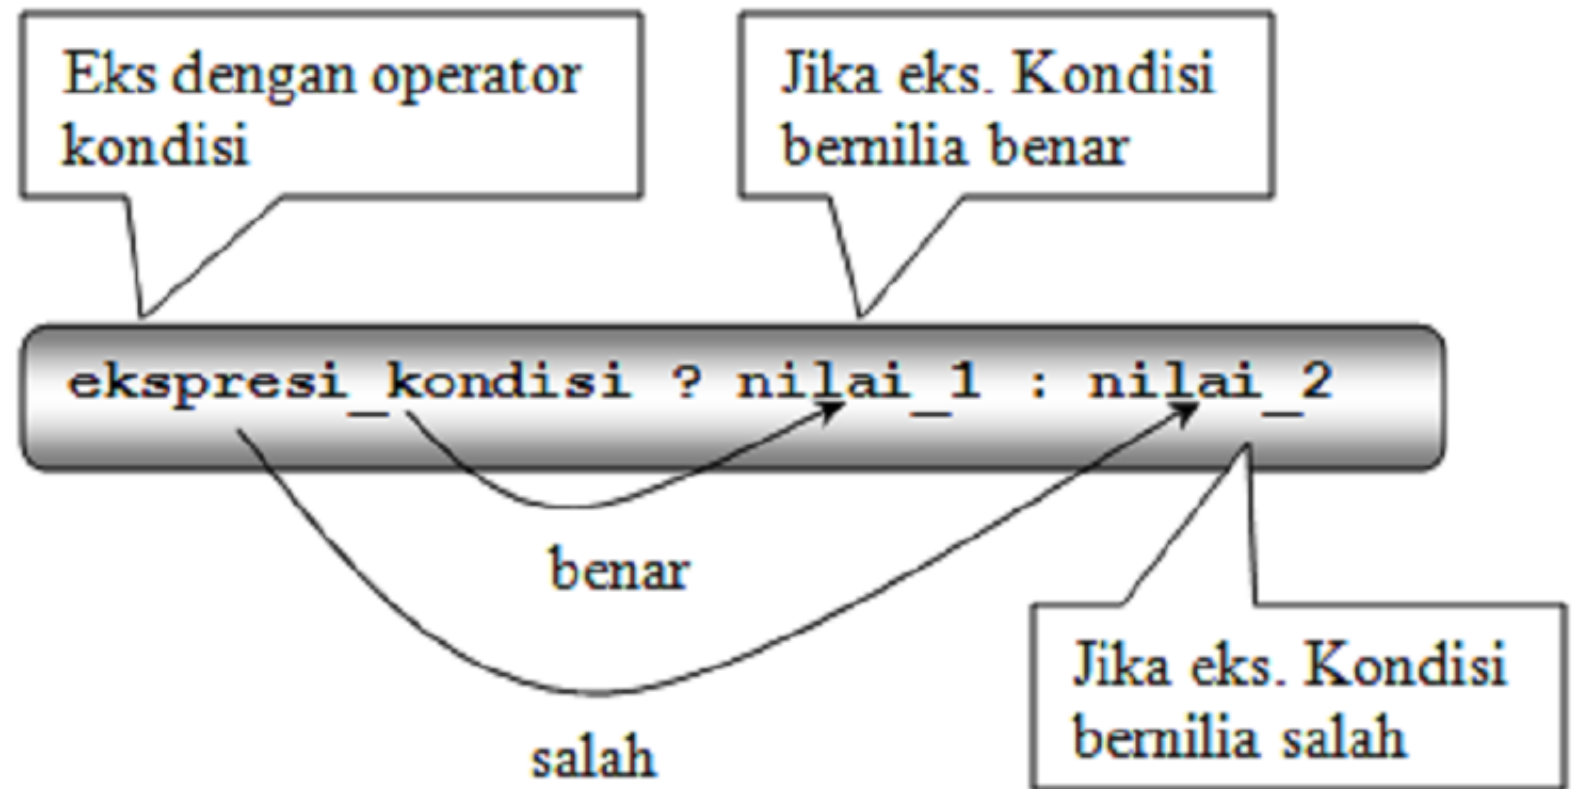 Eks dengan operator
kondisi
Jika eks. Kondisi
bernilia benar
ekspresi_kondisi ? nilai_1 : nilai_2
benar
salah
Jika eks. Kondisi
bernilia salah